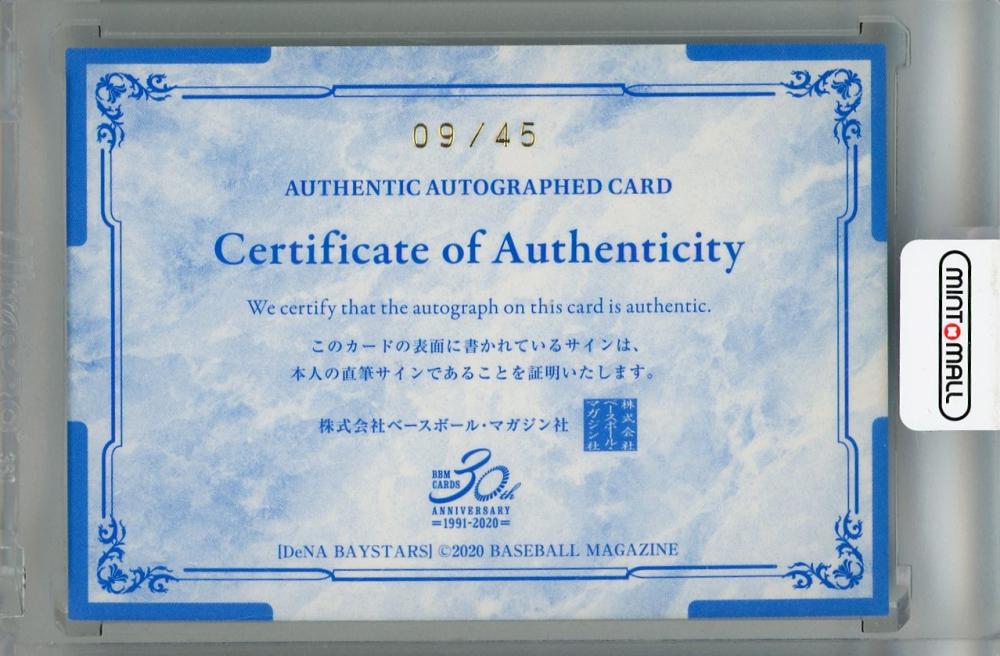 09/45
AUTHENTIC AUTOGRAPHED CARD
Certificate of Authenticity
We certify that the autograph on this card is authentic.
このカードの表面に書かれているサインは、
本人の直筆サインであることを証明いたします。
株式会社ベースボール・マガジン社
株式会社
ベースボール・
マガジン社
BBM
CARDS
30th
ANNIVERSARY
=1991-2020=
[DeNA BAYSTARS] ©2020 BASEBALL MAGAZINE
MINT MALL